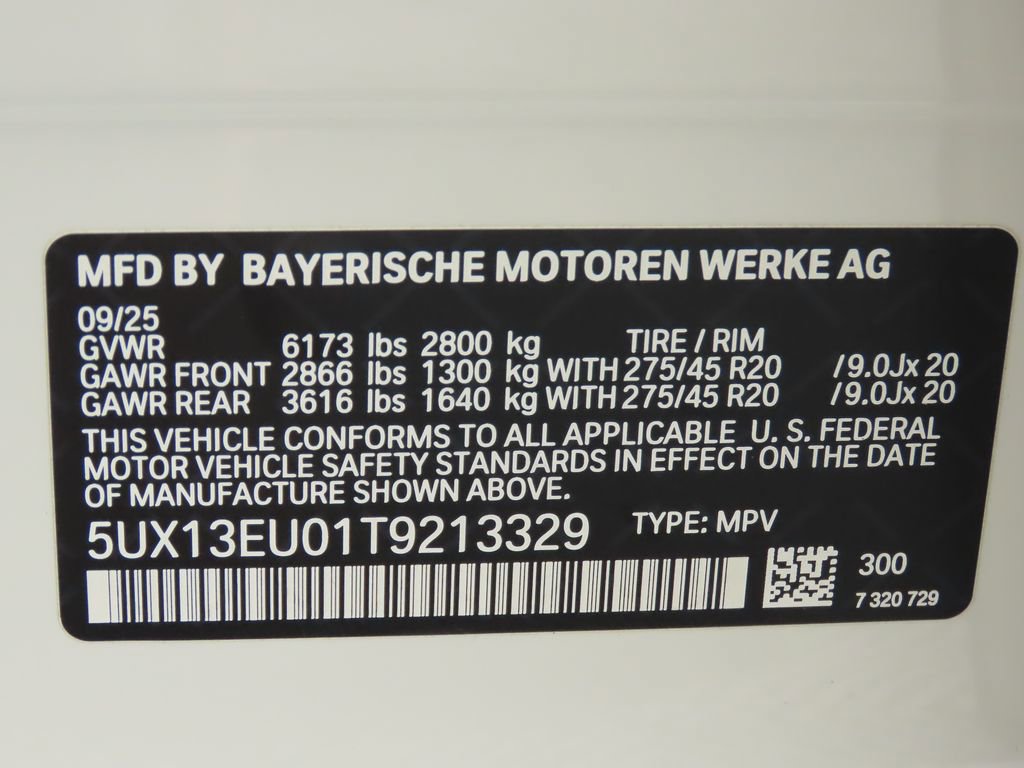 MFD BY BAYERISCHE MOTOREN WERKE AG
09/25
GVWR 6173 lbs 2800 kg TIRE / RIM
GAWR FRONT 2866 lbs 1300 kg WITH 275/45 R20 /9.0Jx20
GAWR REAR 3616 lbs 1640 kg WITH 275/45 R20 /9.0Jx20
THIS VEHICLE CONFORMS TO ALL APPLICABLE U. S. FEDERAL
MOTOR VEHICLE SAFETY STANDARDS IN EFFECT ON THE DATE
OF MANUFACTURE SHOWN ABOVE.
5UX13EU01T9213329 TYPE: MPV
300
7 320 729